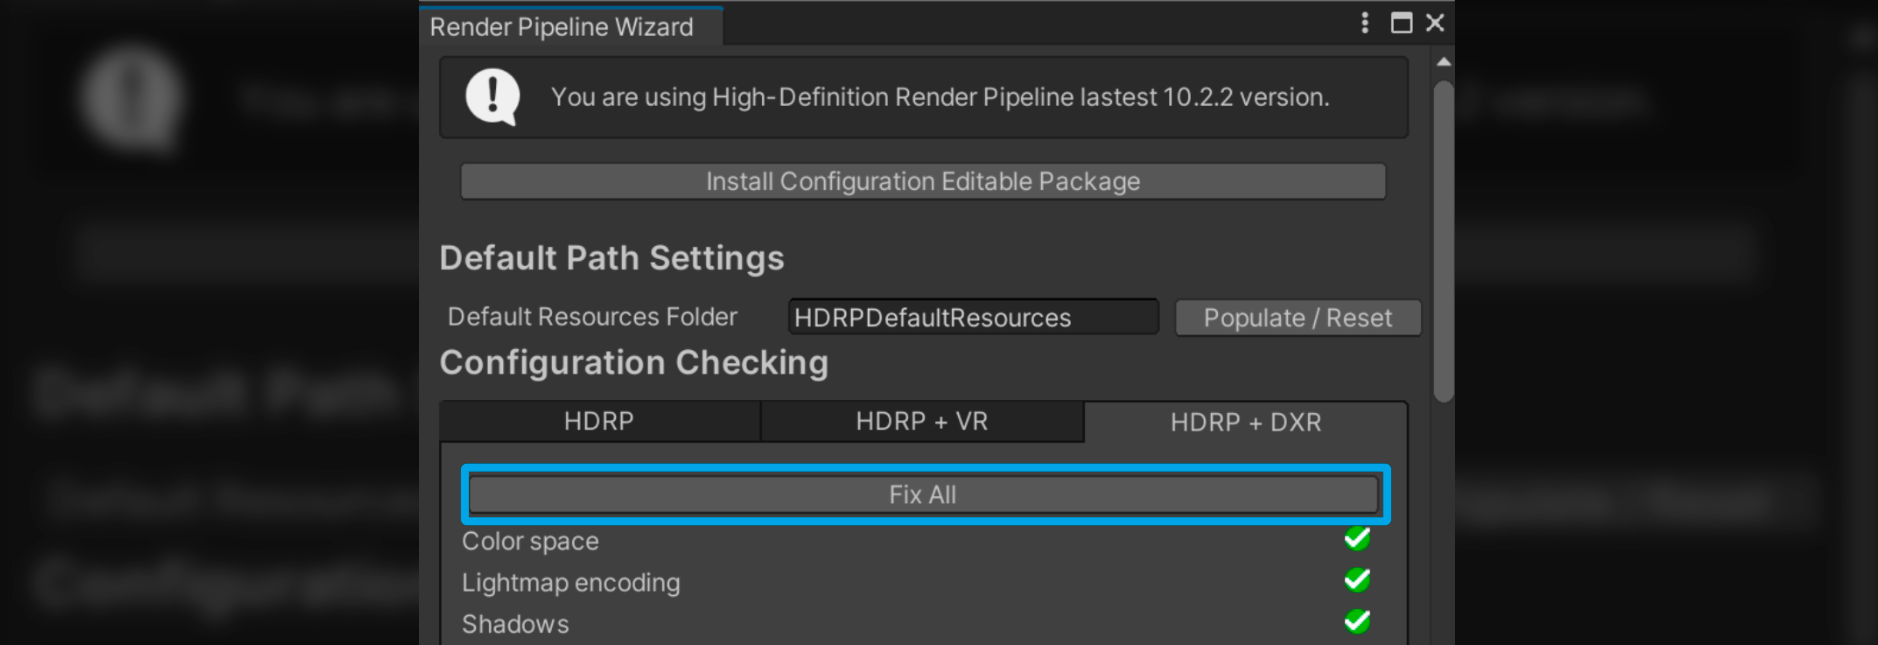 Render Pipeline Wizard
You are using High-Definition Render Pipeline lastest 10.2.2 version.
Install Configuration Editable Package
Default Path Settings
Default Resources Folder HDRPDefaultResources Populate / Reset
Configuration Checking
HDRP HDRP + VR HDRP + DXR
Fix All
Color space
Lightmap encoding
Shadows